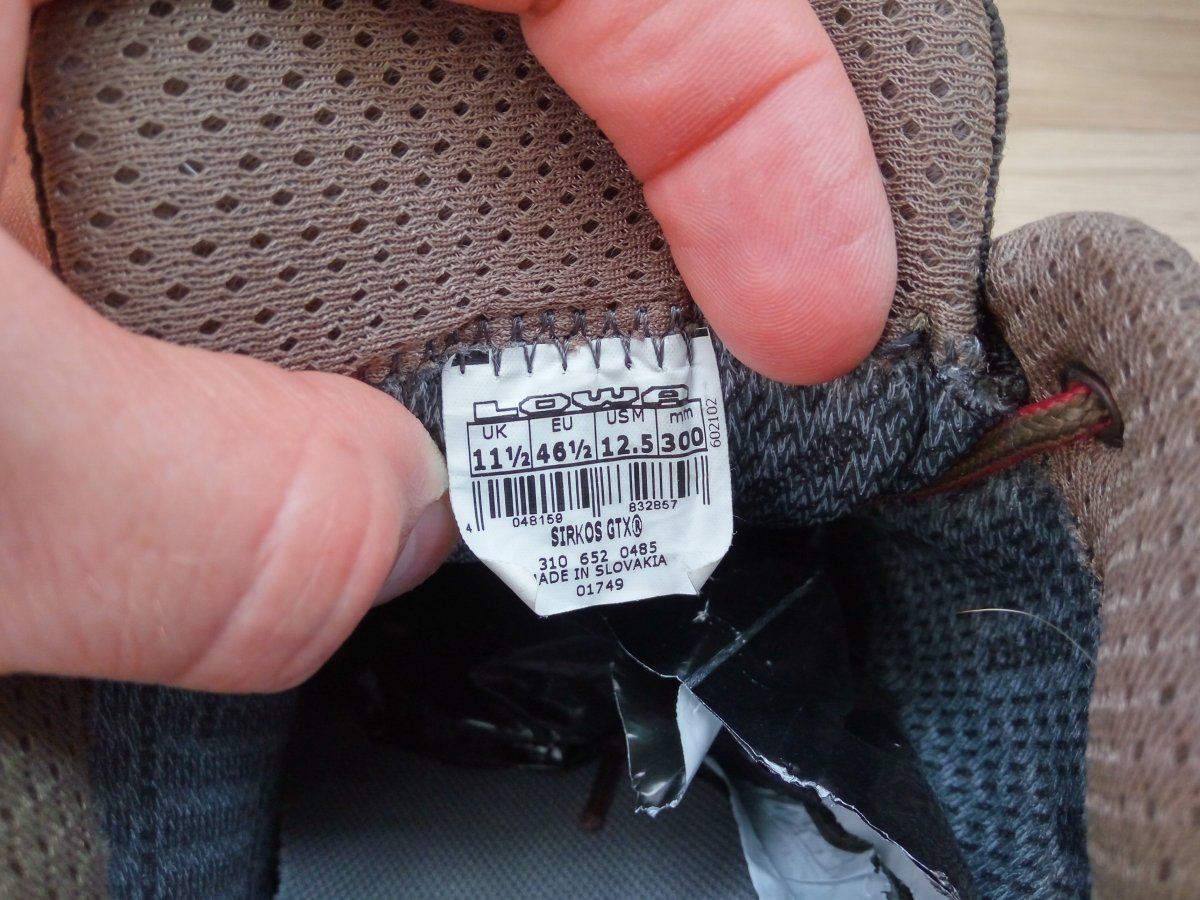 LOWA
UK EU USM mm
11½ 46½ 12.5 300
602102
4 048159 832857
SIRKOS GTX®
310 652 0485
ADE IN SLOVAKIA
01749